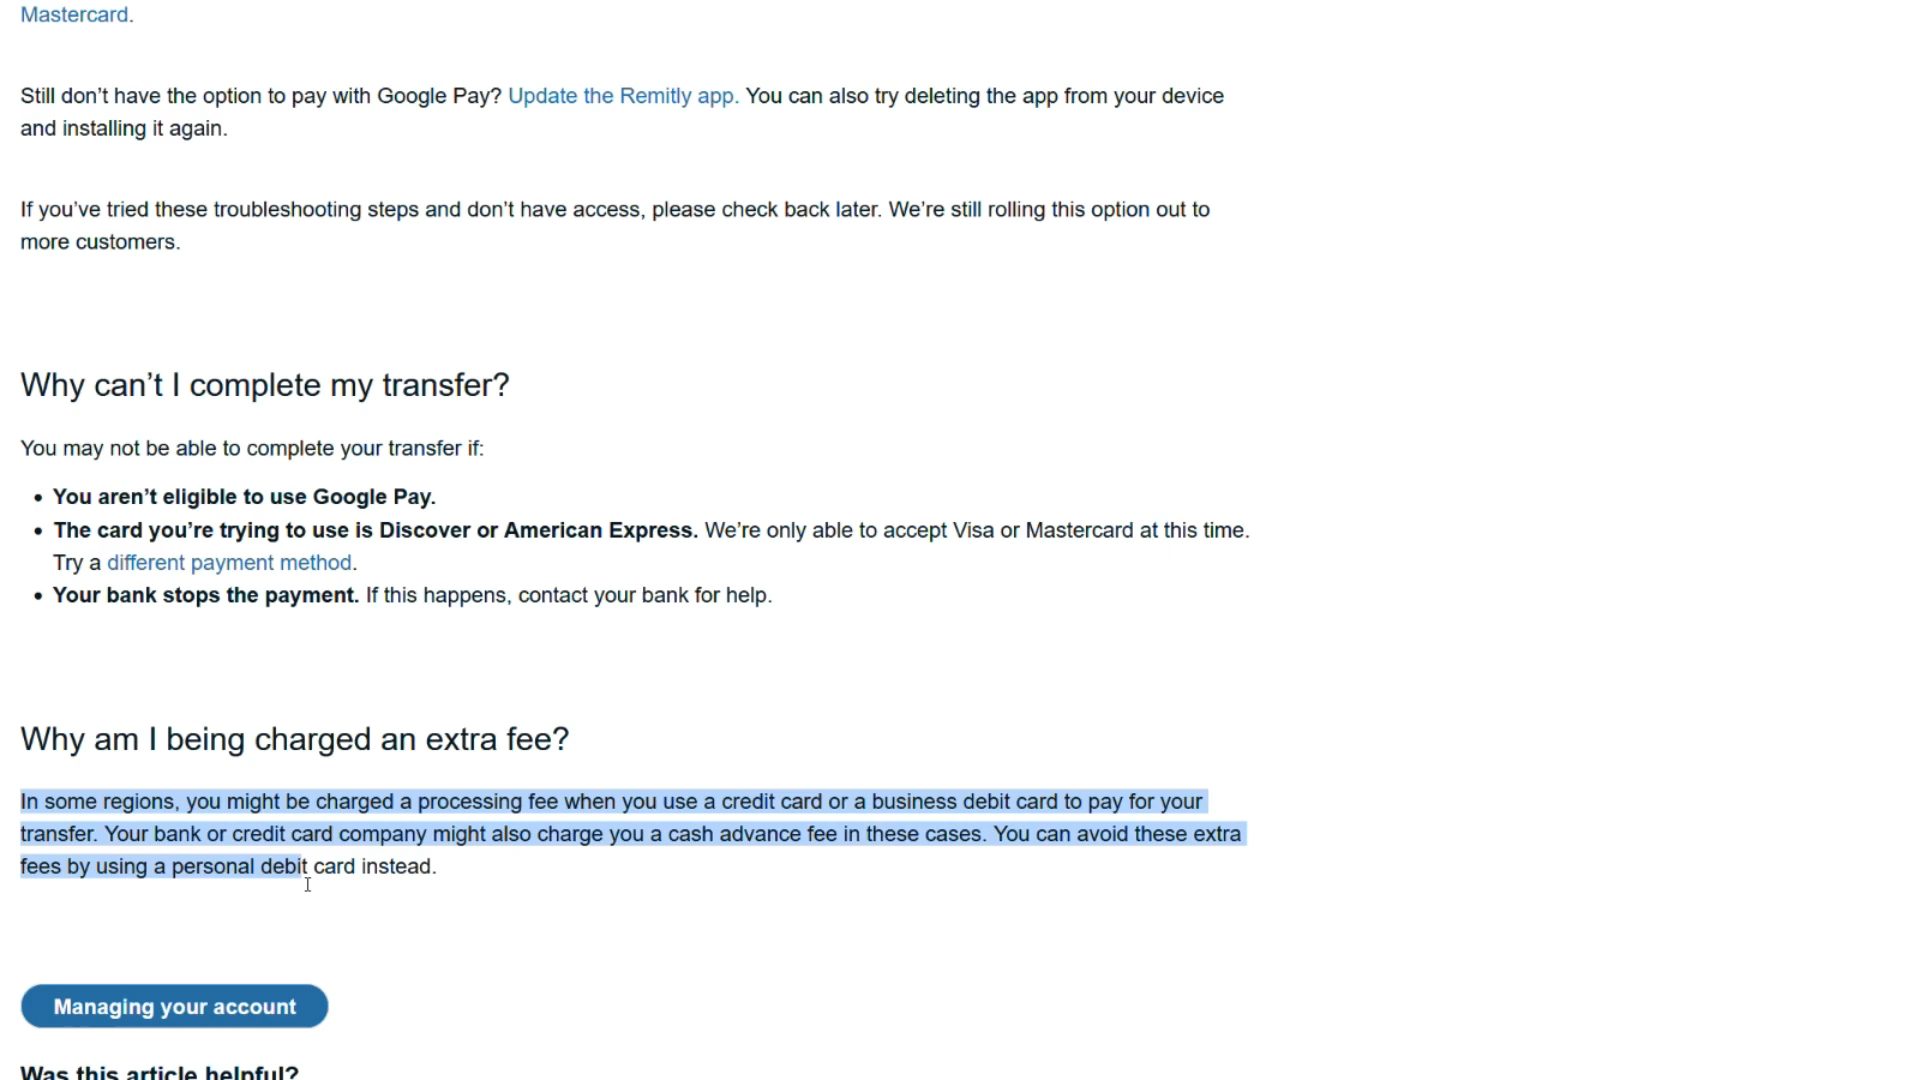 Mastercard.
Still don’t have the option to pay with Google Pay? Update the Remitly app. You can also try deleting the app from your device
and installing it again.
If you’ve tried these troubleshooting steps and don’t have access, please check back later. We’re still rolling this option out to
more customers.
Why can’t I complete my transfer?
You may not be able to complete your transfer if:
• You aren’t eligible to use Google Pay.
• The card you’re trying to use is Discover or American Express. We’re only able to accept Visa or Mastercard at this time.
Try a different payment method.
• Your bank stops the payment. If this happens, contact your bank for help.
Why am I being charged an extra fee?
In some regions, you might be charged a processing fee when you use a credit card or a business debit card to pay for your
transfer. Your bank or credit card company might also charge you a cash advance fee in these cases. You can avoid these extra
fees by using a personal debit card instead.
Managing your account
Was this article helpful?